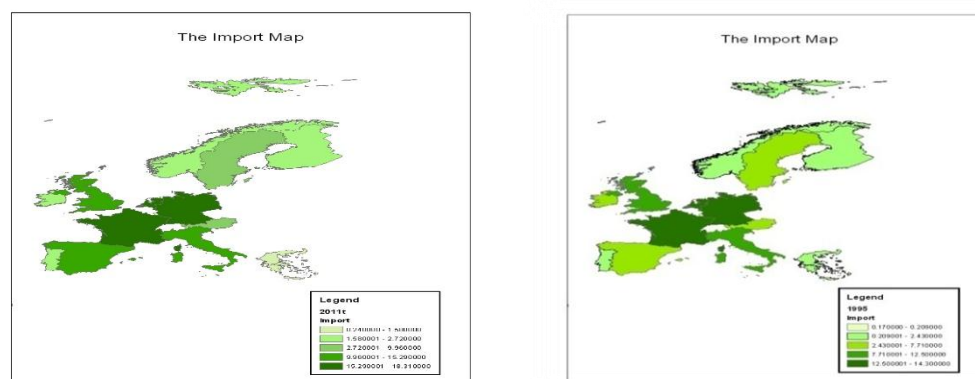 The Import Map
Legend
2011t
Import
0.240000 - 1.580000
1.580001 - 2.720000
2.720001 - 9.960000
9.960001 - 15.290000
15.290001 - 18.310000
The Import Map
Legend
1995
Import
0.170000 - 0.209000
0.209001 - 2.430000
2.430001 - 7.710000
7.710001 - 12.500000
12.500001 - 14.300000